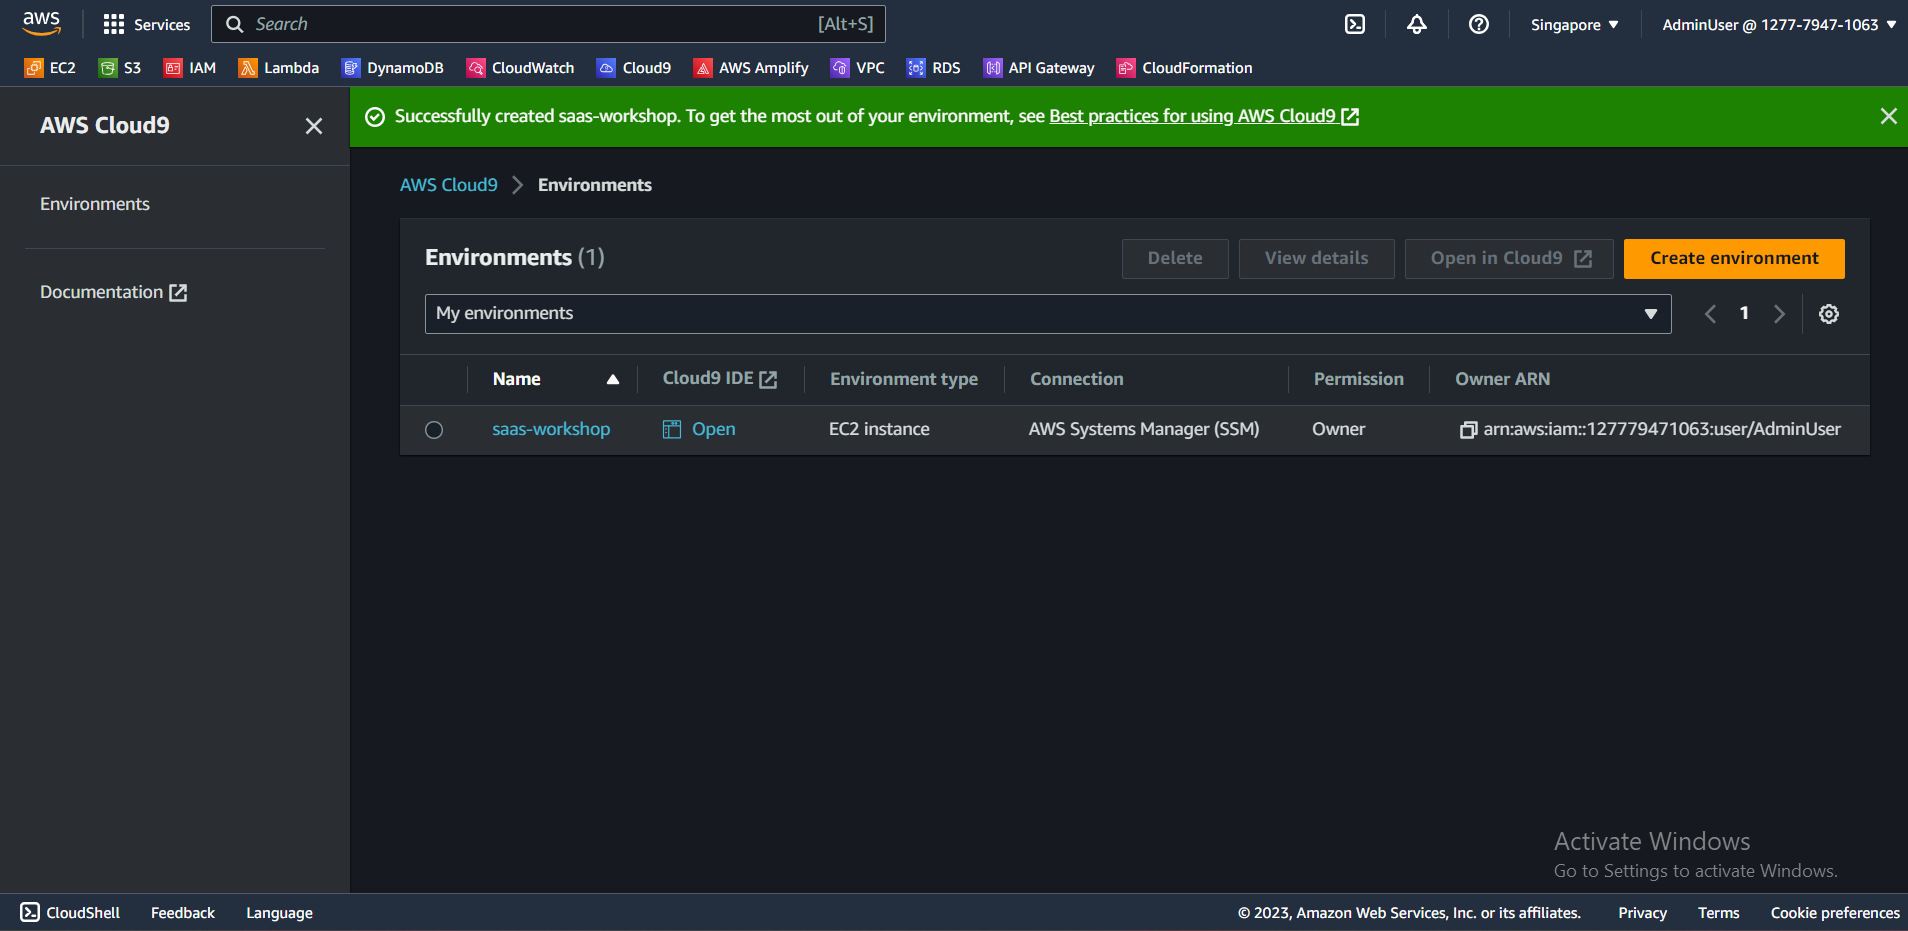 aws Services Search [Alt+S] Singapore AdminUser @ 1277-7947-1063
EC2 S3 IAM Lambda DynamoDB CloudWatch Cloud9 AWS Amplify VPC RDS API Gateway CloudFormation
AWS Cloud9
Successfully created saas-workshop. To get the most out of your environment, see Best practices for using AWS Cloud9
Environments
Documentation
AWS Cloud9 Environments
Environments (1) Delete View details Open in Cloud9 Create environment
My environments 1
Name Cloud9 IDE Environment type Connection Permission Owner ARN
saas-workshop Open EC2 instance AWS Systems Manager (SSM) Owner arn:aws:iam::127779471063:user/AdminUser
Activate Windows
Go to Settings to activate Windows.
CloudShell Feedback Language © 2023, Amazon Web Services, Inc. or its affiliates. Privacy Terms Cookie preferences